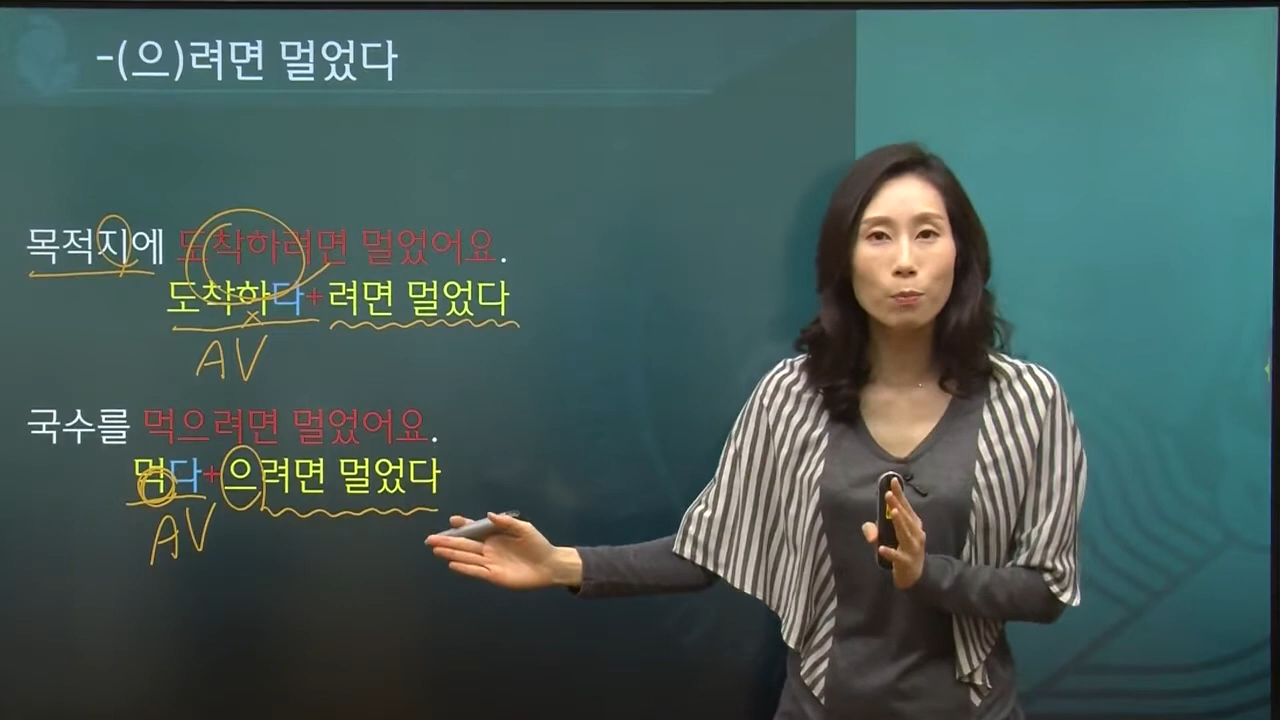 -(으)려면 멀었다
목적지에 도착하려면 멀었어요.
도착하다+려면 멀었다
AV
국수를 먹으려면 멀었어요.
먹다+으려면 멀었다
AV